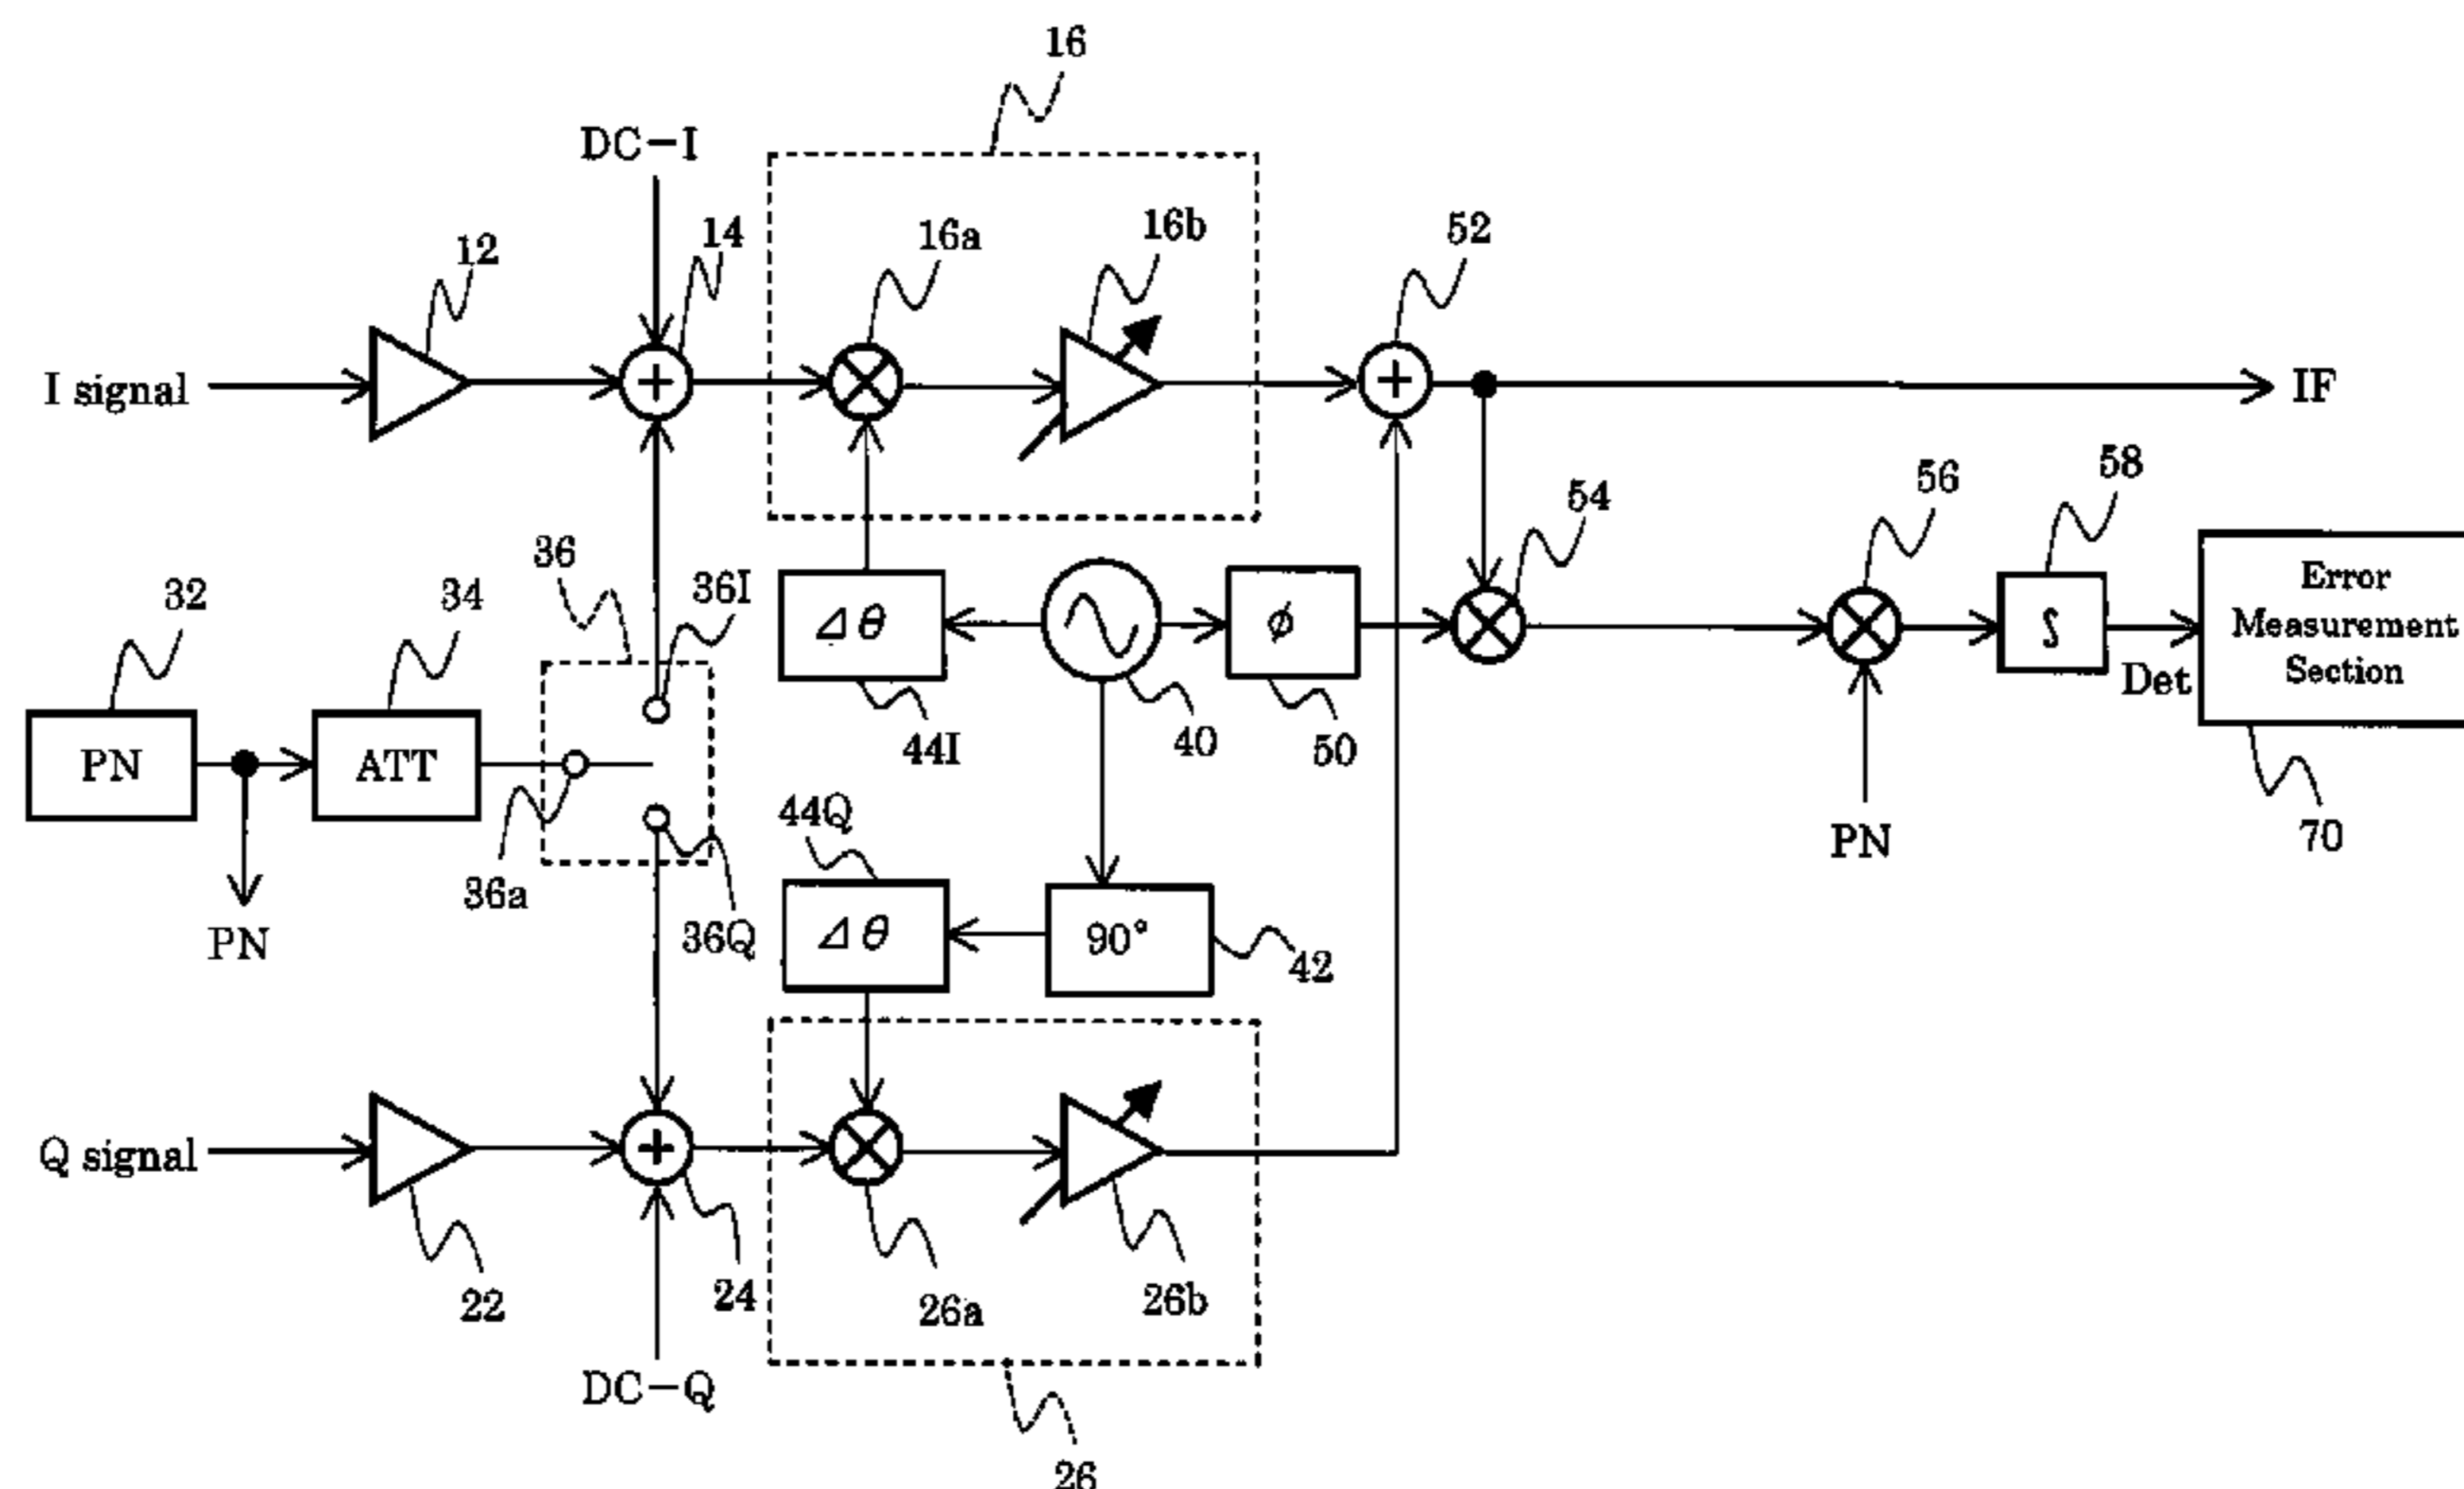 16
DC-I
12
14
16a
16b
52
I signal
IF
36
36I
54
56
58
32
34
Δθ
ϕ
∫
Error
Measurement
Section
Det
PN
ATT
44I
40
50
36a
44Q
PN
70
PN
36Q
Δθ
90°
42
Q signal
22
24
26a
26b
DC-Q
26